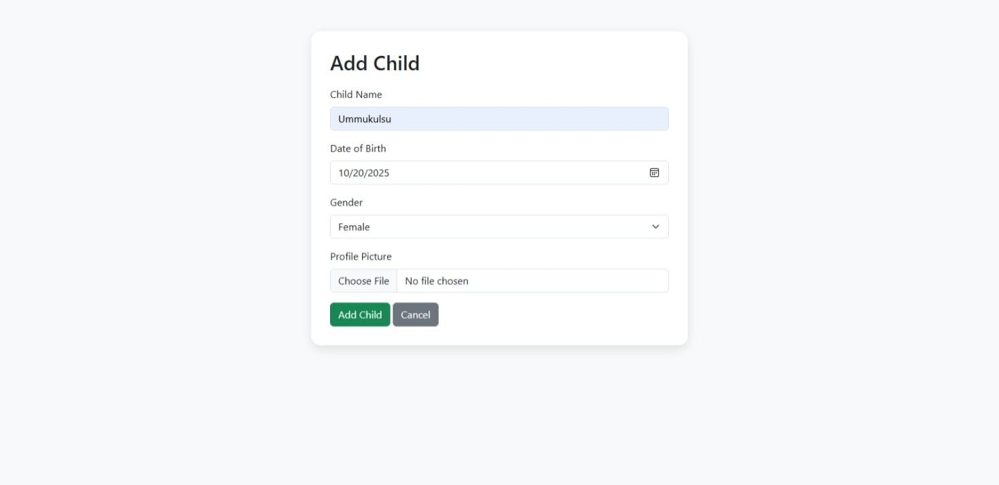 Add Child
Child Name
Ummukulsu
Date of Birth
10/20/2025
Gender
Female
Profile Picture
Choose File No file chosen
Add Child Cancel